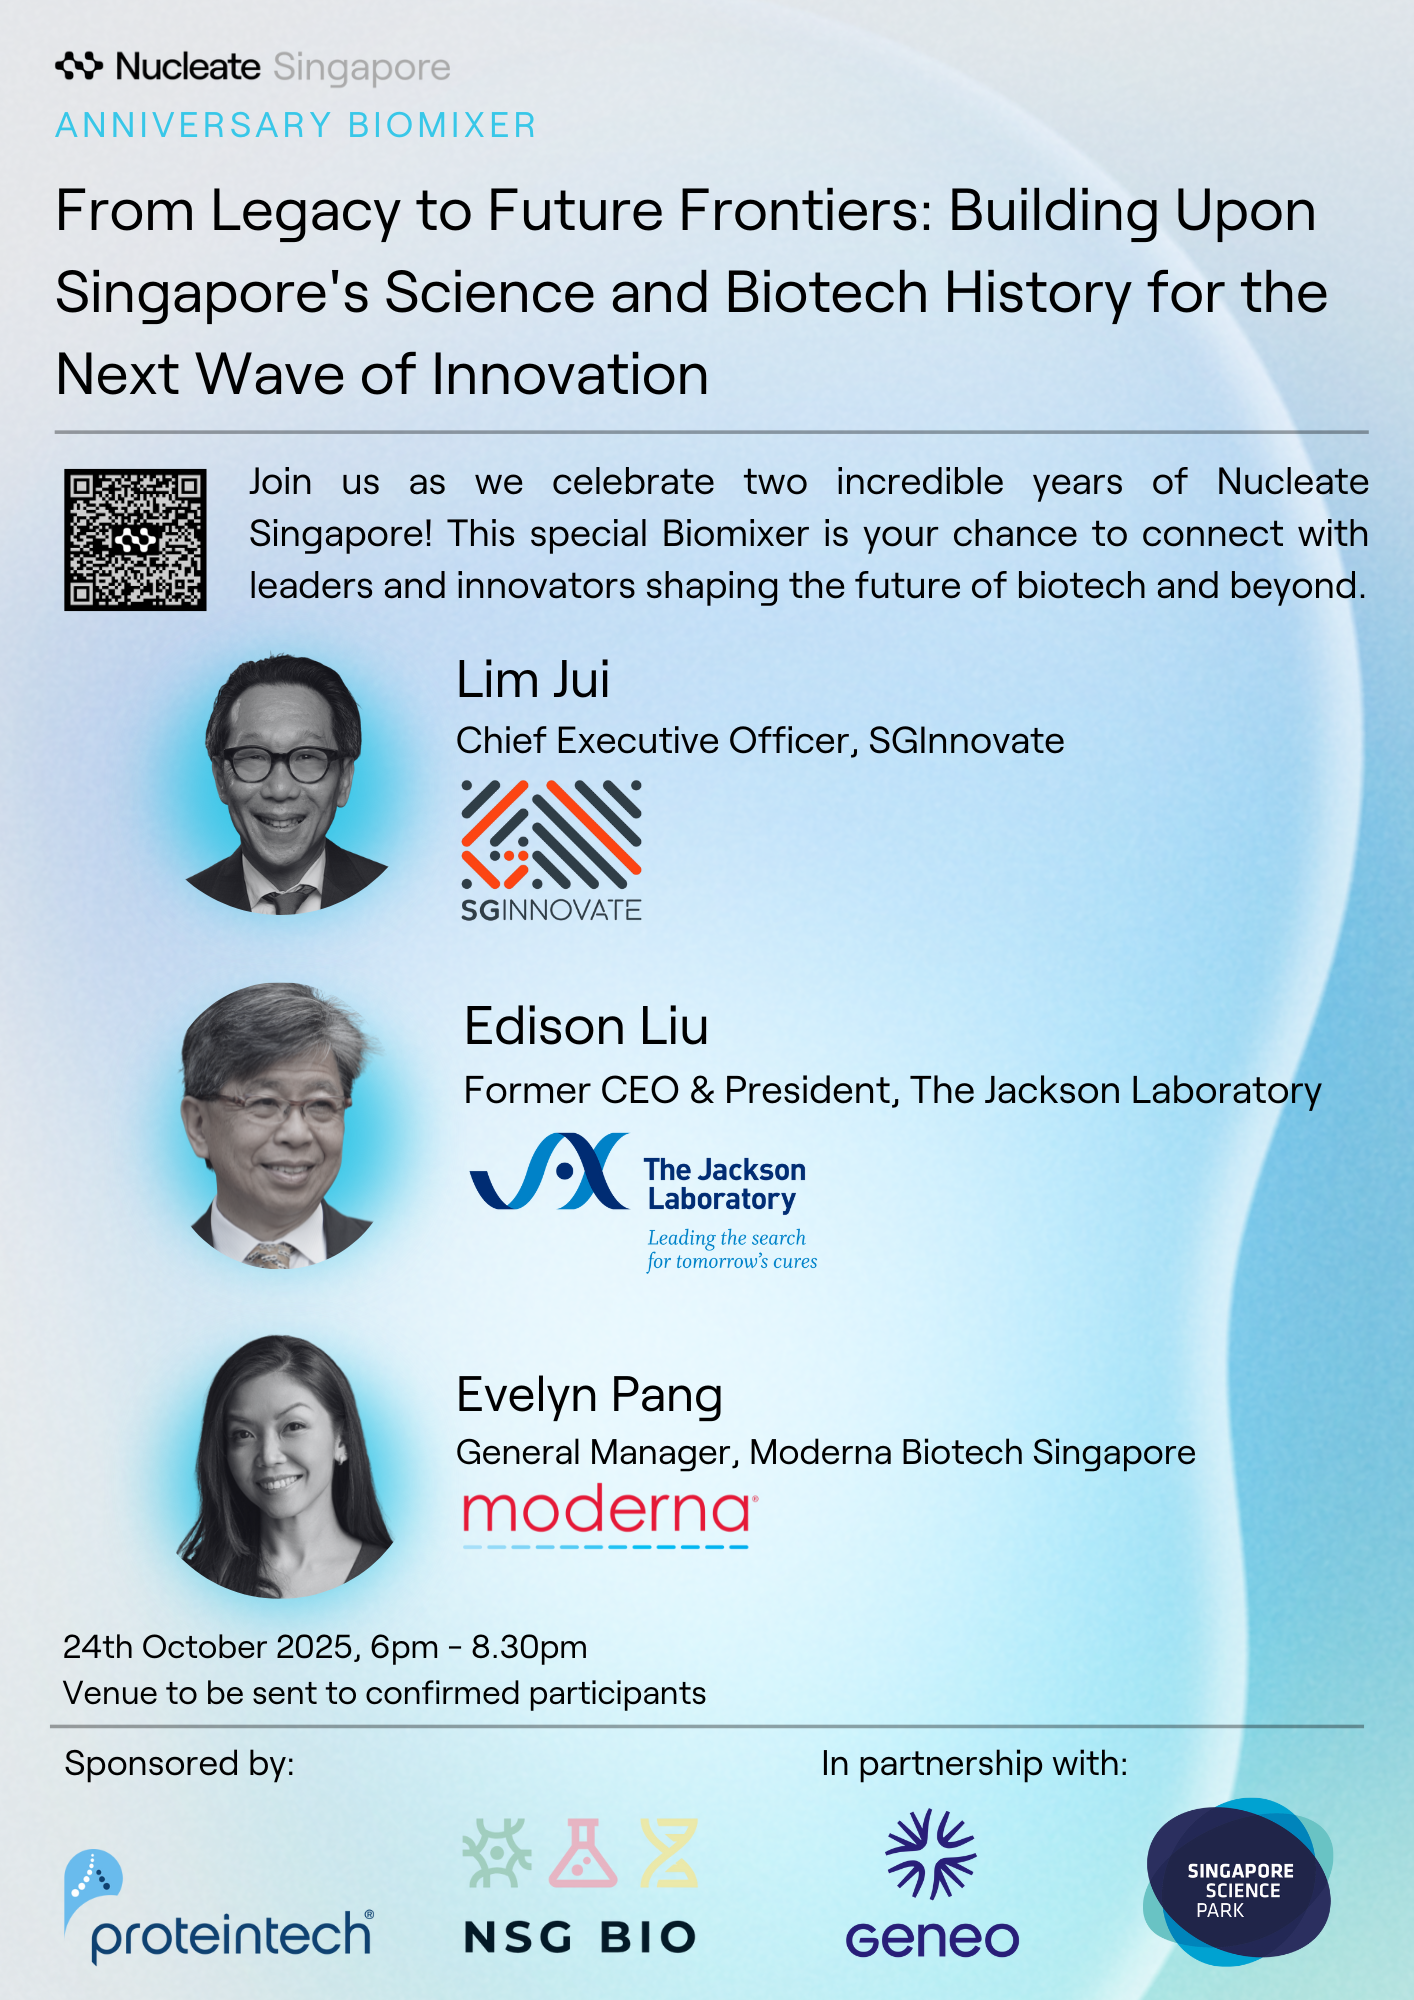 Nucleate Singapore
ANNIVERSARY BIOMIXER
From Legacy to Future Frontiers: Building Upon
Singapore's Science and Biotech History for the
Next Wave of Innovation
Join us as we celebrate two incredible years of Nucleate
Singapore! This special Biomixer is your chance to connect with
leaders and innovators shaping the future of biotech and beyond.
Lim Jui
Chief Executive Officer, SGInnovate
SGINNOVATE
Edison Liu
Former CEO & President, The Jackson Laboratory
The Jackson
Laboratory
Leading the search
for tomorrow's cures
Evelyn Pang
General Manager, Moderna Biotech Singapore
moderna®
24th October 2025, 6pm - 8.30pm
Venue to be sent to confirmed participants
Sponsored by:
In partnership with:
proteintech®
NSG BIO
Geneo
SINGAPORE
SCIENCE
PARK